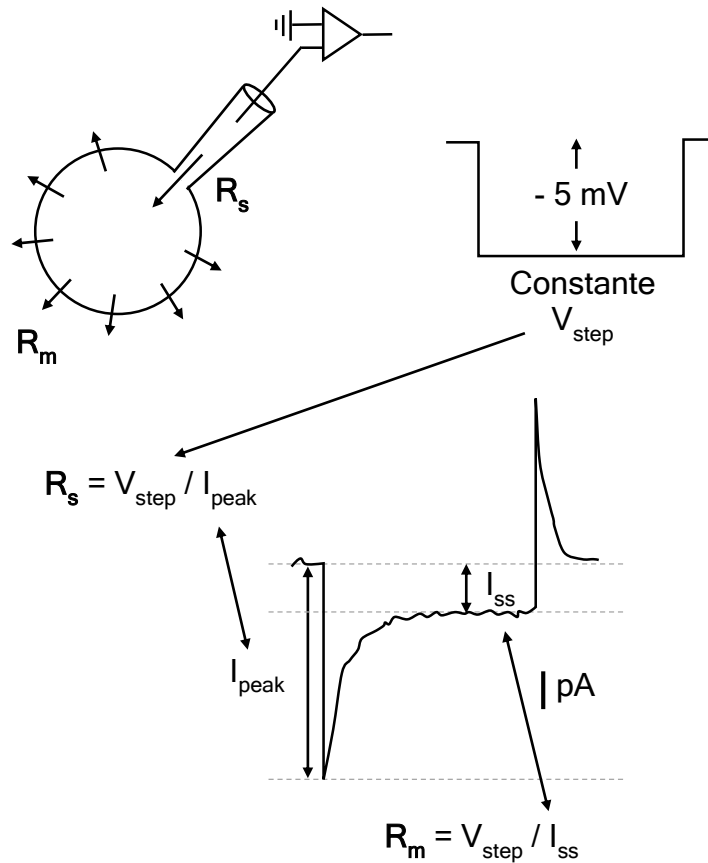 R_s
- 5 mV
Constante
V_step
R_m
R_s = V_step / I_peak
I_ss
I_peak
pA
R_m = V_step / I_ss